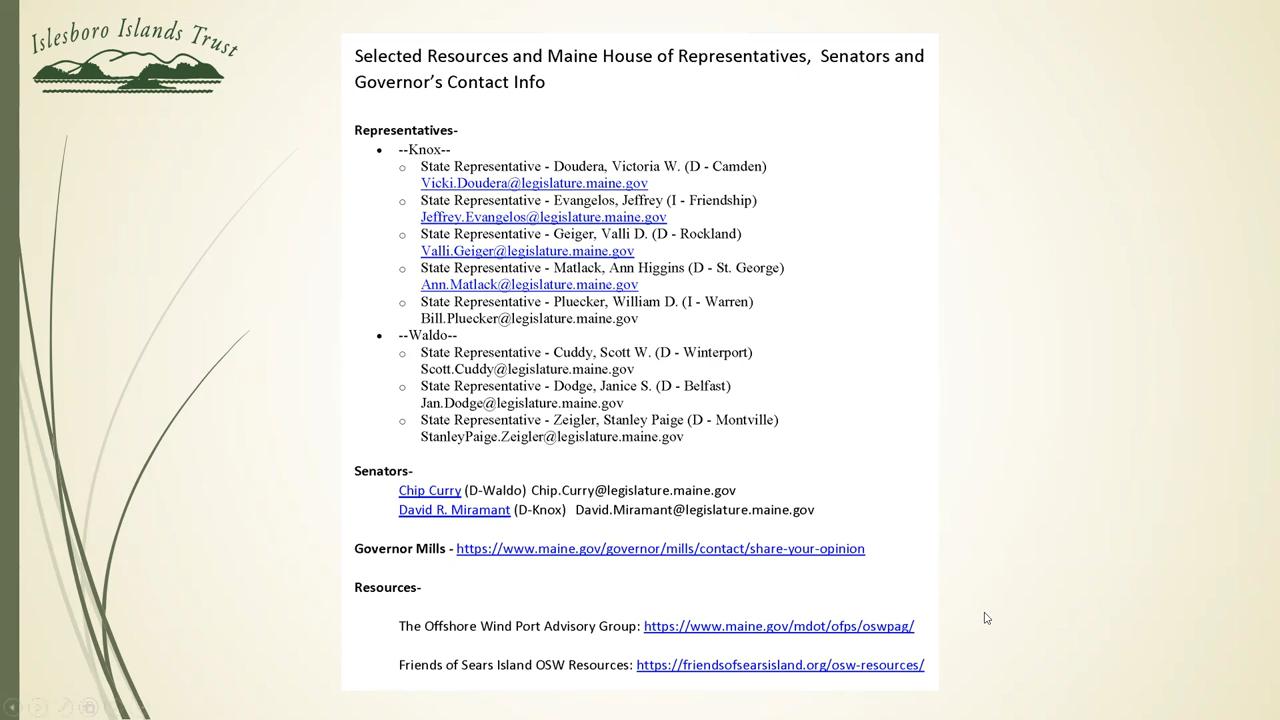 Islesboro Islands Trust
Selected Resources and Maine House of Representatives,  Senators and
Governor's Contact Info
Representatives-
• --Knox--
o State Representative - Doudera, Victoria W. (D - Camden)
Vicki.Doudera@legislature.maine.gov
o State Representative - Evangelos, Jeffrey (I - Friendship)
Jeffrey.Evangelos@legislature.maine.gov
o State Representative - Geiger, Valli D. (D - Rockland)
Valli.Geiger@legislature.maine.gov
o State Representative - Matlack, Ann Higgins (D - St. George)
Ann.Matlack@legislature.maine.gov
o State Representative - Pluecker, William D. (I - Warren)
Bill.Pluecker@legislature.maine.gov
• --Waldo--
o State Representative - Cuddy, Scott W. (D - Winterport)
Scott.Cuddy@legislature.maine.gov
o State Representative - Dodge, Janice S. (D - Belfast)
Jan.Dodge@legislature.maine.gov
o State Representative - Zeigler, Stanley Paige (D - Montville)
StanleyPaige.Zeigler@legislature.maine.gov
Senators-
Chip Curry (D-Waldo) Chip.Curry@legislature.maine.gov
David R. Miramant (D-Knox)  David.Miramant@legislature.maine.gov
Governor Mills - https://www.maine.gov/governor/mills/contact/share-your-opinion
Resources-
The Offshore Wind Port Advisory Group: https://www.maine.gov/mdot/ofps/oswpag/
Friends of Sears Island OSW Resources: https://friendsofsearsisland.org/osw-resources/